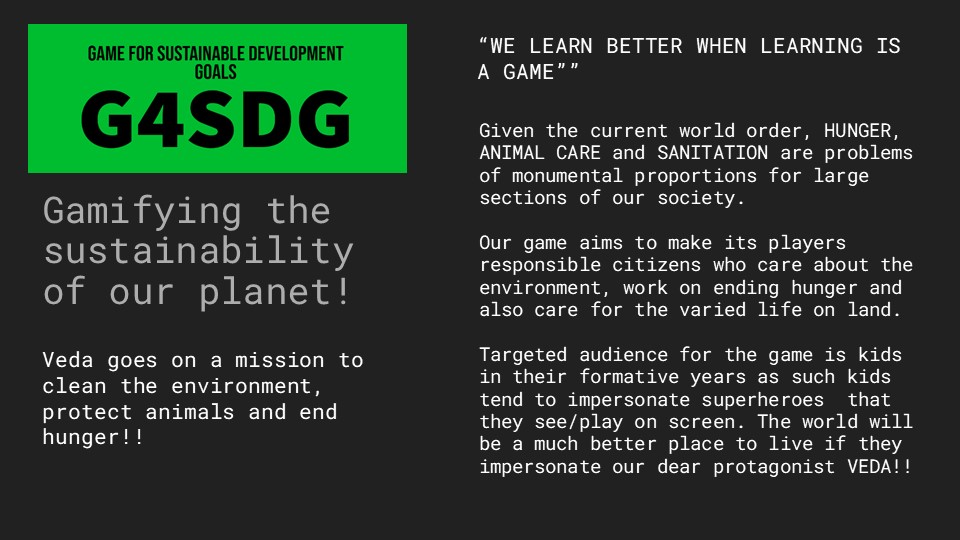 GAME FOR SUSTAINABLE DEVELOPMENT
GOALS
G4SDG
Gamifying the
sustainability
of our planet!
Veda goes on a mission to
clean the environment,
protect animals and end
hunger!!
“WE LEARN BETTER WHEN LEARNING IS
A GAME””
Given the current world order, HUNGER,
ANIMAL CARE and SANITATION are problems
of monumental proportions for large
sections of our society.
Our game aims to make its players
responsible citizens who care about the
environment, work on ending hunger and
also care for the varied life on land.
Targeted audience for the game is kids
in their formative years as such kids
tend to impersonate superheroes  that
they see/play on screen. The world will
be a much better place to live if they
impersonate our dear protagonist VEDA!!